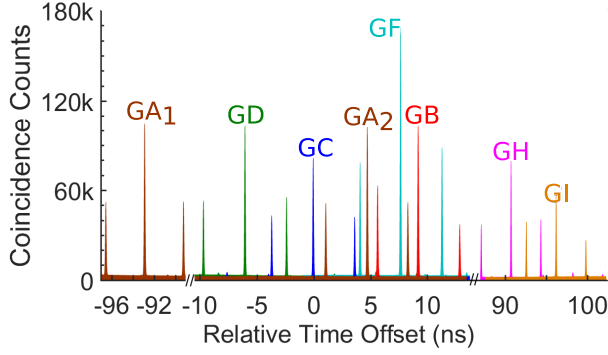 180k
GF
120k
GA1
GD
GA2
GB
GC
GH
60k
GI
0
-96 -92 -10 -5 0 5 10 90 100
Coincidence Counts
Relative Time Offset (ns)